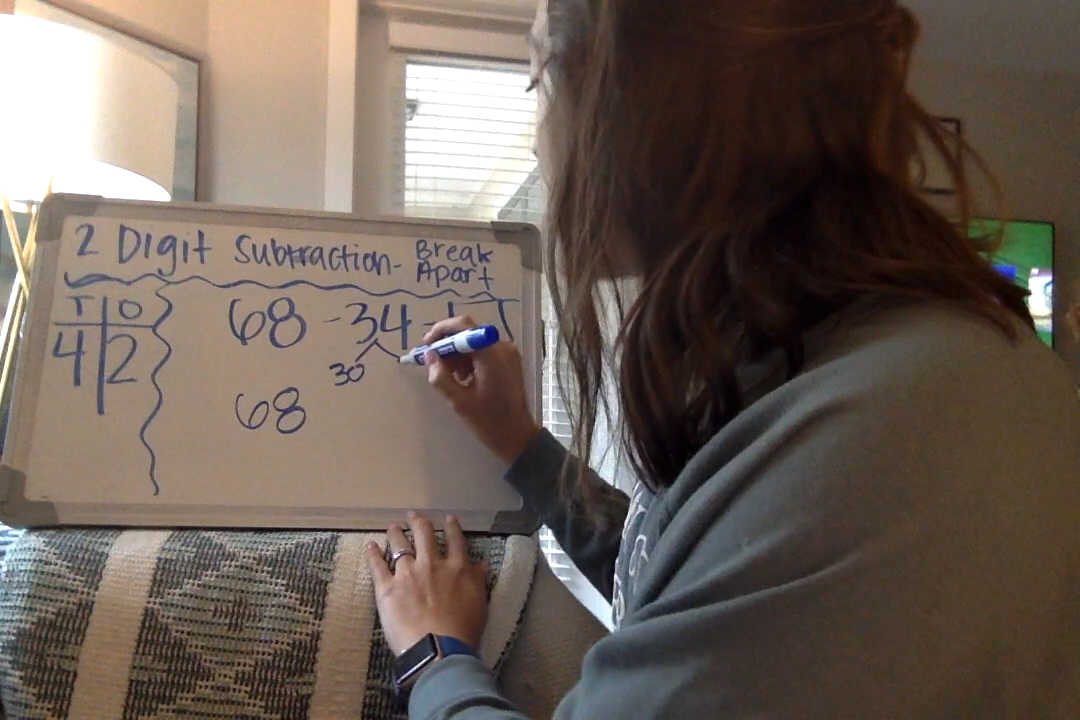 2 Digit Subtraction- Break Apart
T O
4 2
68 - 34 =
30
68